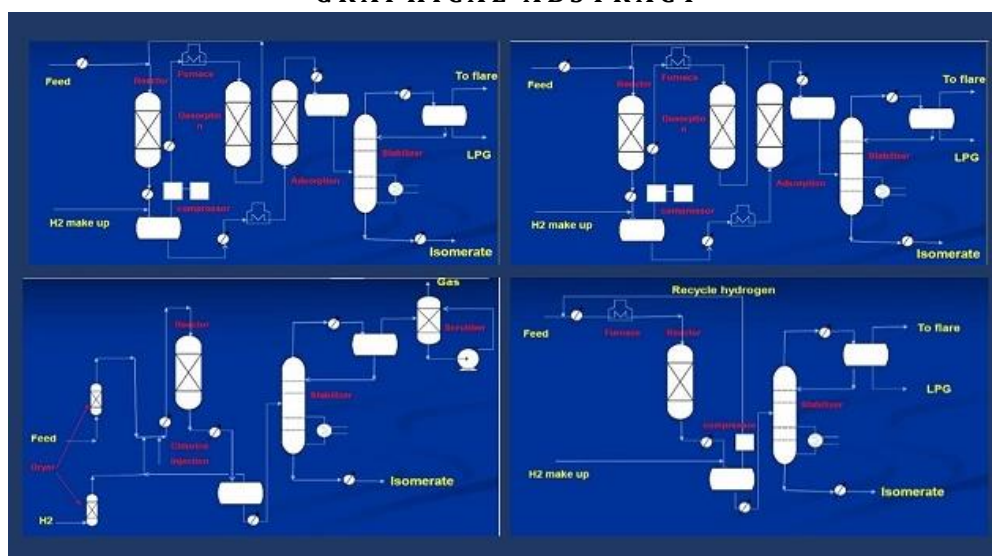 GRAPHICAL ABSTRACT
Feed
Reactor
Furnace
Desorptio
n
To flare
LPG
Stabilizer
Adsorption
compressor
H2 make up
Isomerate
Feed
Reactor
Furnace
Desorptio
n
To flare
LPG
Stabilizer
Adsorption
compressor
H2 make up
Isomerate
Gas
Reactor
Scrubber
Stabilizer
Feed
Chlorine
injection
Dryer
Isomerate
H2
Recycle hydrogen
Feed
Furnace
Reactor
To flare
LPG
Stabilizer
compressor
H2 make up
Isomerate